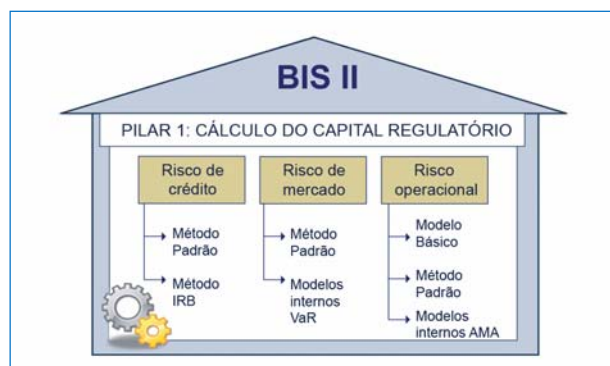 BIS II
PILAR 1: CÁLCULO DO CAPITAL REGULATÓRIO
Risco de
crédito
Método
Padrão
Método
IRB
Risco de
mercado
Método
Padrão
Modelos
internos
VaR
Risco
operacional
Modelo
Básico
Método
Padrão
Modelos
internos AMA